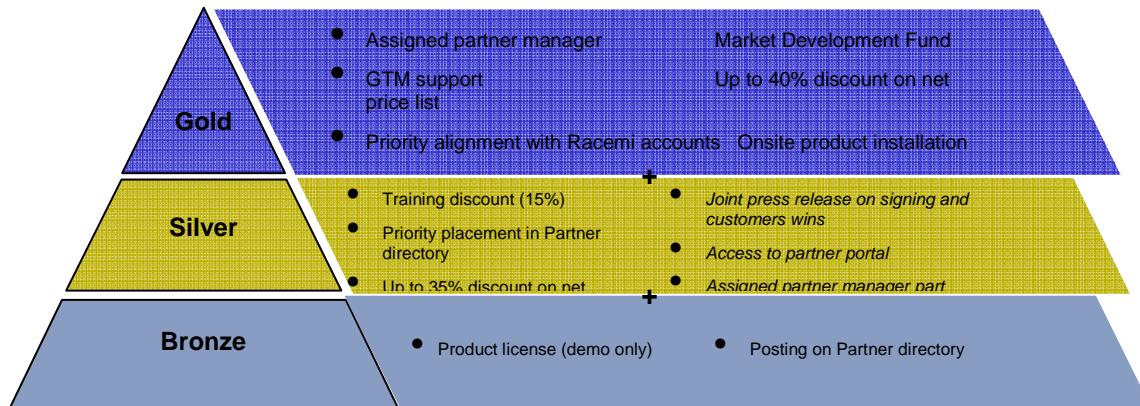 Gold
● Assigned partner manager Market Development Fund
● GTM support Up to 40% discount on net
price list
● Priority alignment with Racemi accounts Onsite product installation
+
Silver
● Training discount (15%)
● Priority placement in Partner
directory
● Up to 35% discount on net
● Joint press release on signing and
customers wins
● Access to partner portal
● Assigned partner manager part
+
Bronze
● Product license (demo only)
● Posting on Partner directory